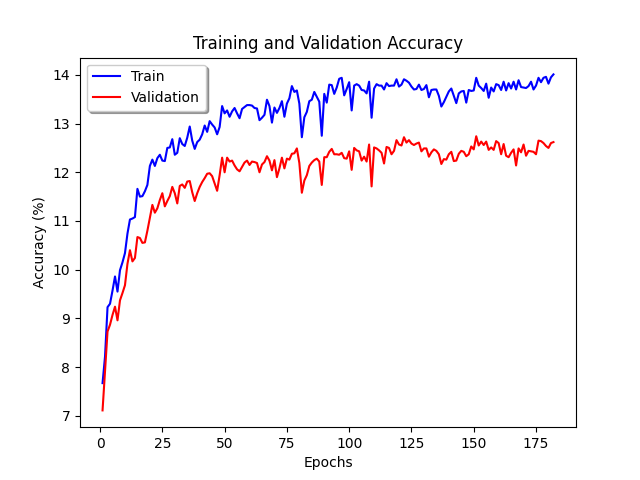 Training and Validation Accuracy
Train
Validation
14
13
12
11
10
9
8
7
Accuracy (%)
0 25 50 75 100 125 150 175
Epochs